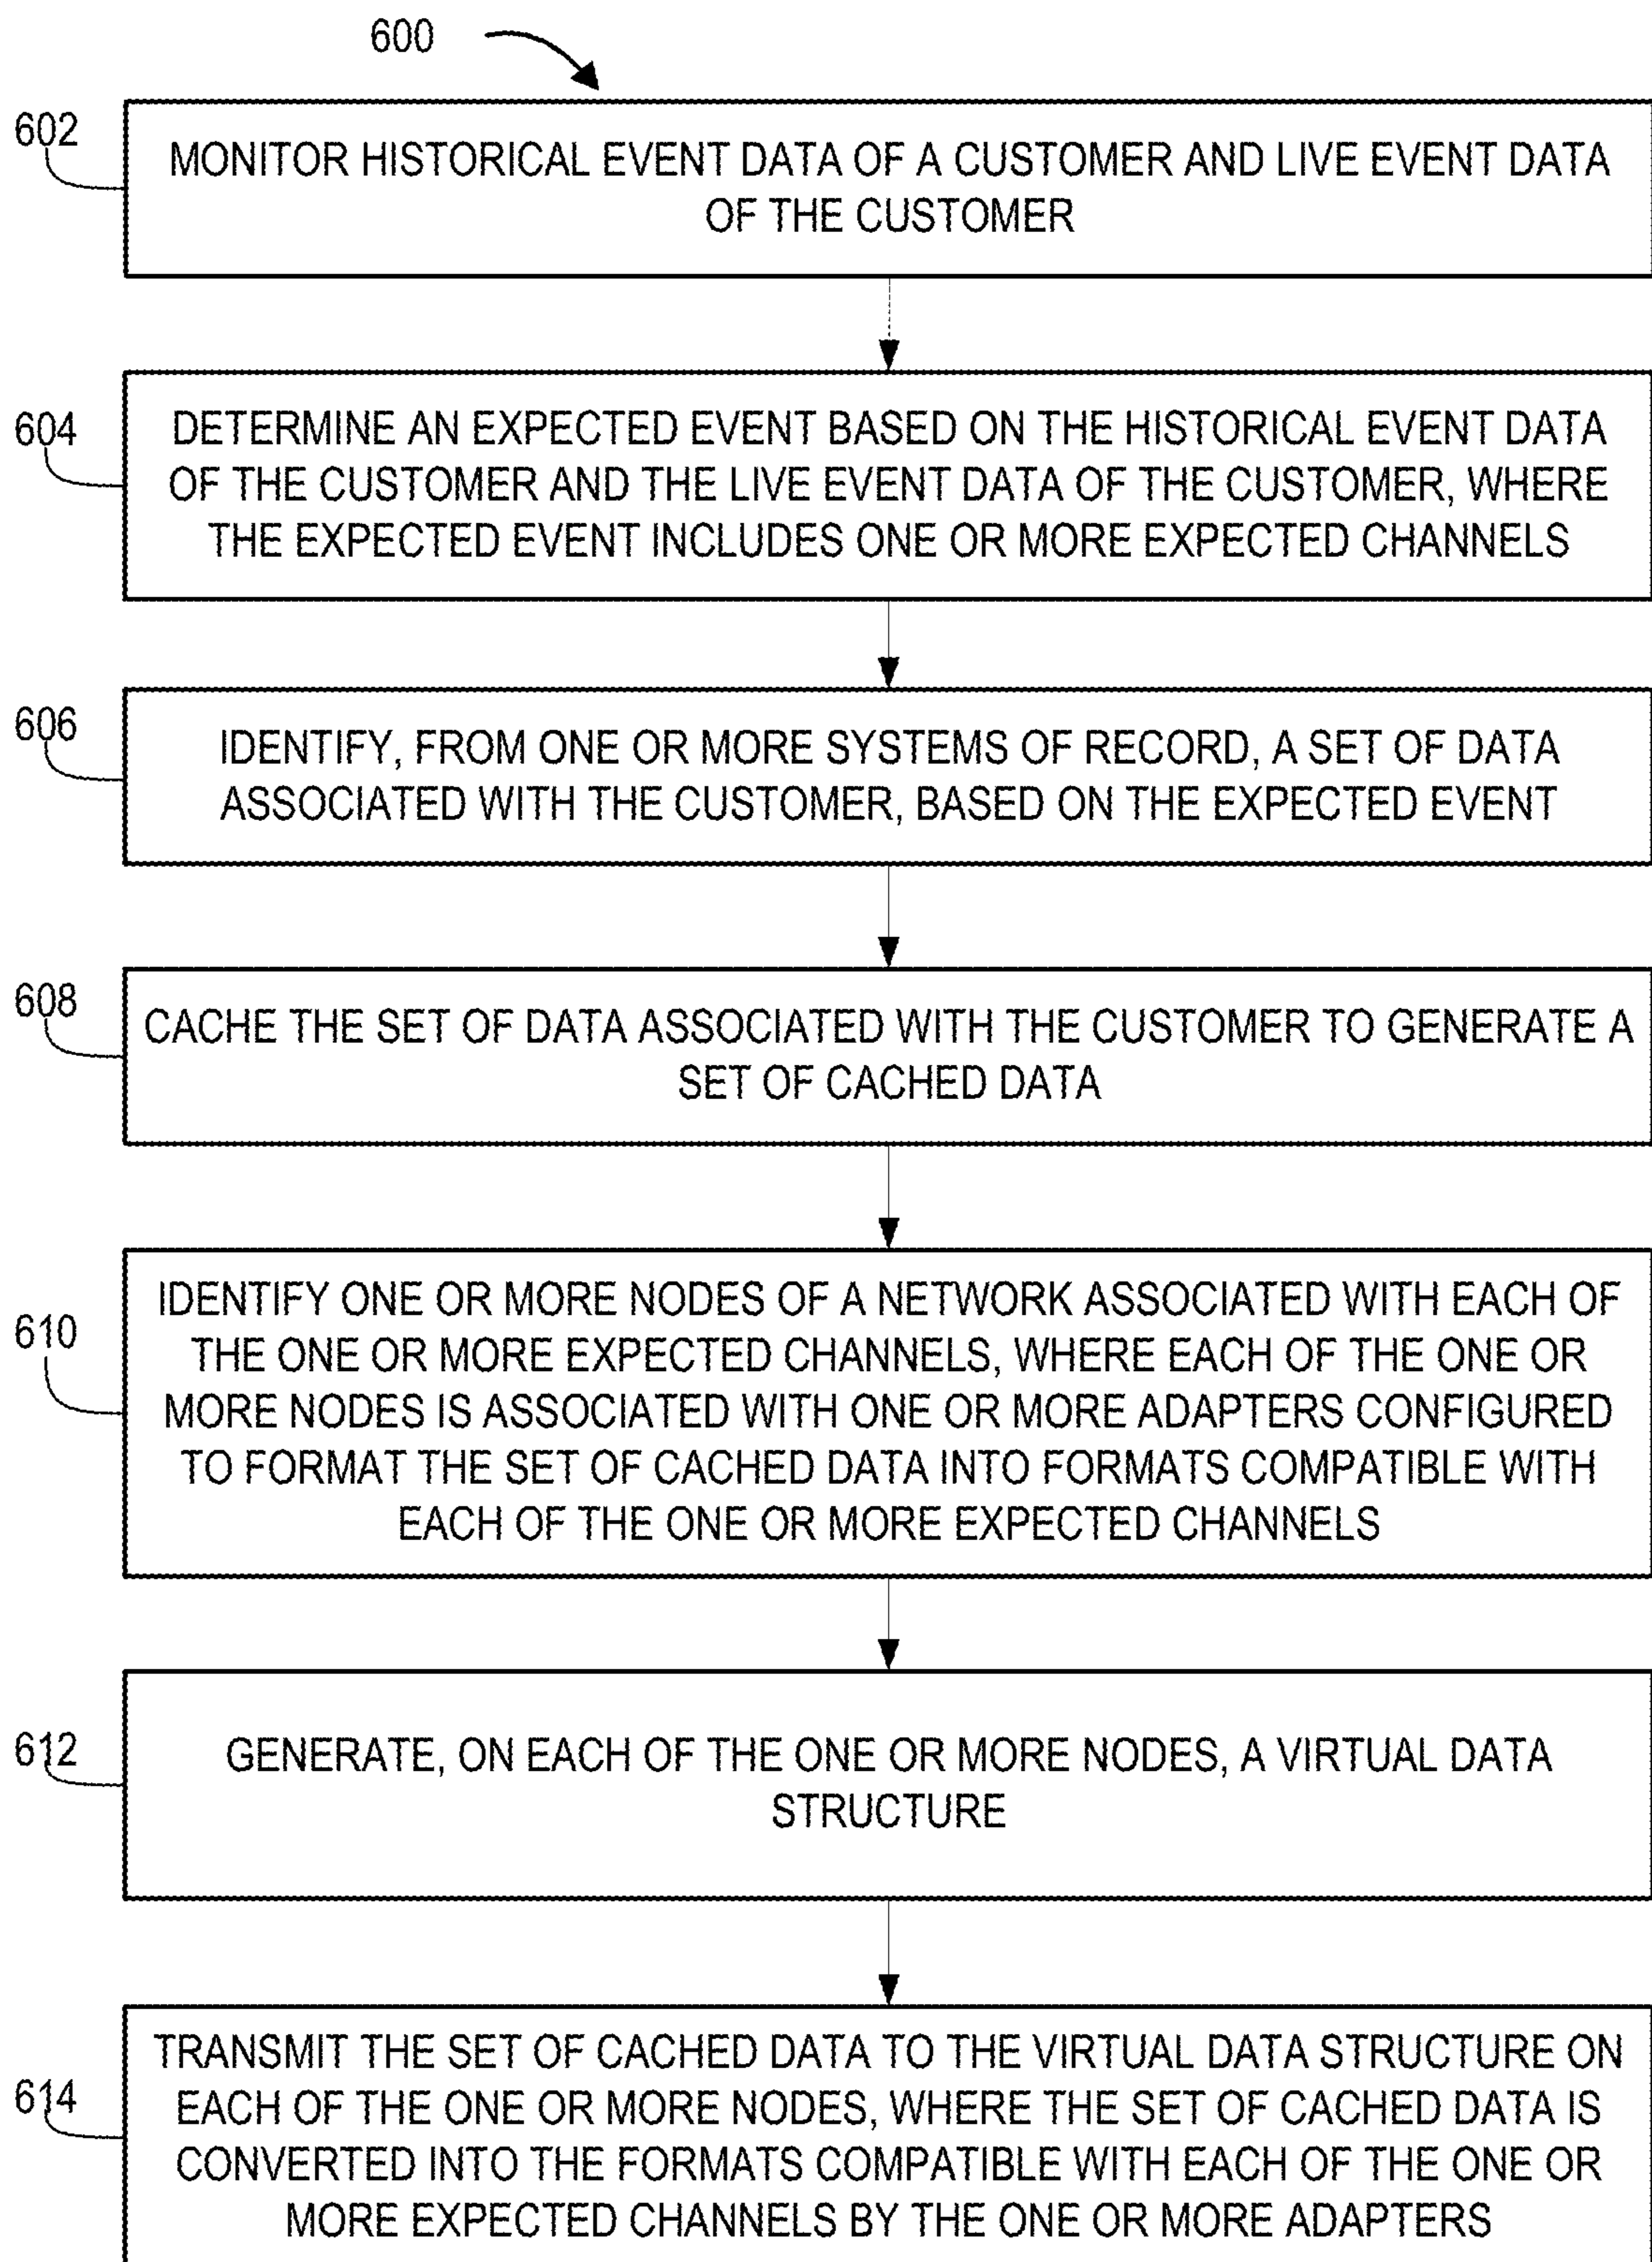 600
602
MONITOR HISTORICAL EVENT DATA OF A CUSTOMER AND LIVE EVENT DATA
OF THE CUSTOMER
604
DETERMINE AN EXPECTED EVENT BASED ON THE HISTORICAL EVENT DATA
OF THE CUSTOMER AND THE LIVE EVENT DATA OF THE CUSTOMER, WHERE
THE EXPECTED EVENT INCLUDES ONE OR MORE EXPECTED CHANNELS
606
IDENTIFY, FROM ONE OR MORE SYSTEMS OF RECORD, A SET OF DATA
ASSOCIATED WITH THE CUSTOMER, BASED ON THE EXPECTED EVENT
608
CACHE THE SET OF DATA ASSOCIATED WITH THE CUSTOMER TO GENERATE A
SET OF CACHED DATA
610
IDENTIFY ONE OR MORE NODES OF A NETWORK ASSOCIATED WITH EACH OF
THE ONE OR MORE EXPECTED CHANNELS, WHERE EACH OF THE ONE OR
MORE NODES IS ASSOCIATED WITH ONE OR MORE ADAPTERS CONFIGURED
TO FORMAT THE SET OF CACHED DATA INTO FORMATS COMPATIBLE WITH
EACH OF THE ONE OR MORE EXPECTED CHANNELS
612
GENERATE, ON EACH OF THE ONE OR MORE NODES, A VIRTUAL DATA
STRUCTURE
614
TRANSMIT THE SET OF CACHED DATA TO THE VIRTUAL DATA STRUCTURE ON
EACH OF THE ONE OR MORE NODES, WHERE THE SET OF CACHED DATA IS
CONVERTED INTO THE FORMATS COMPATIBLE WITH EACH OF THE ONE OR
MORE EXPECTED CHANNELS BY THE ONE OR MORE ADAPTERS